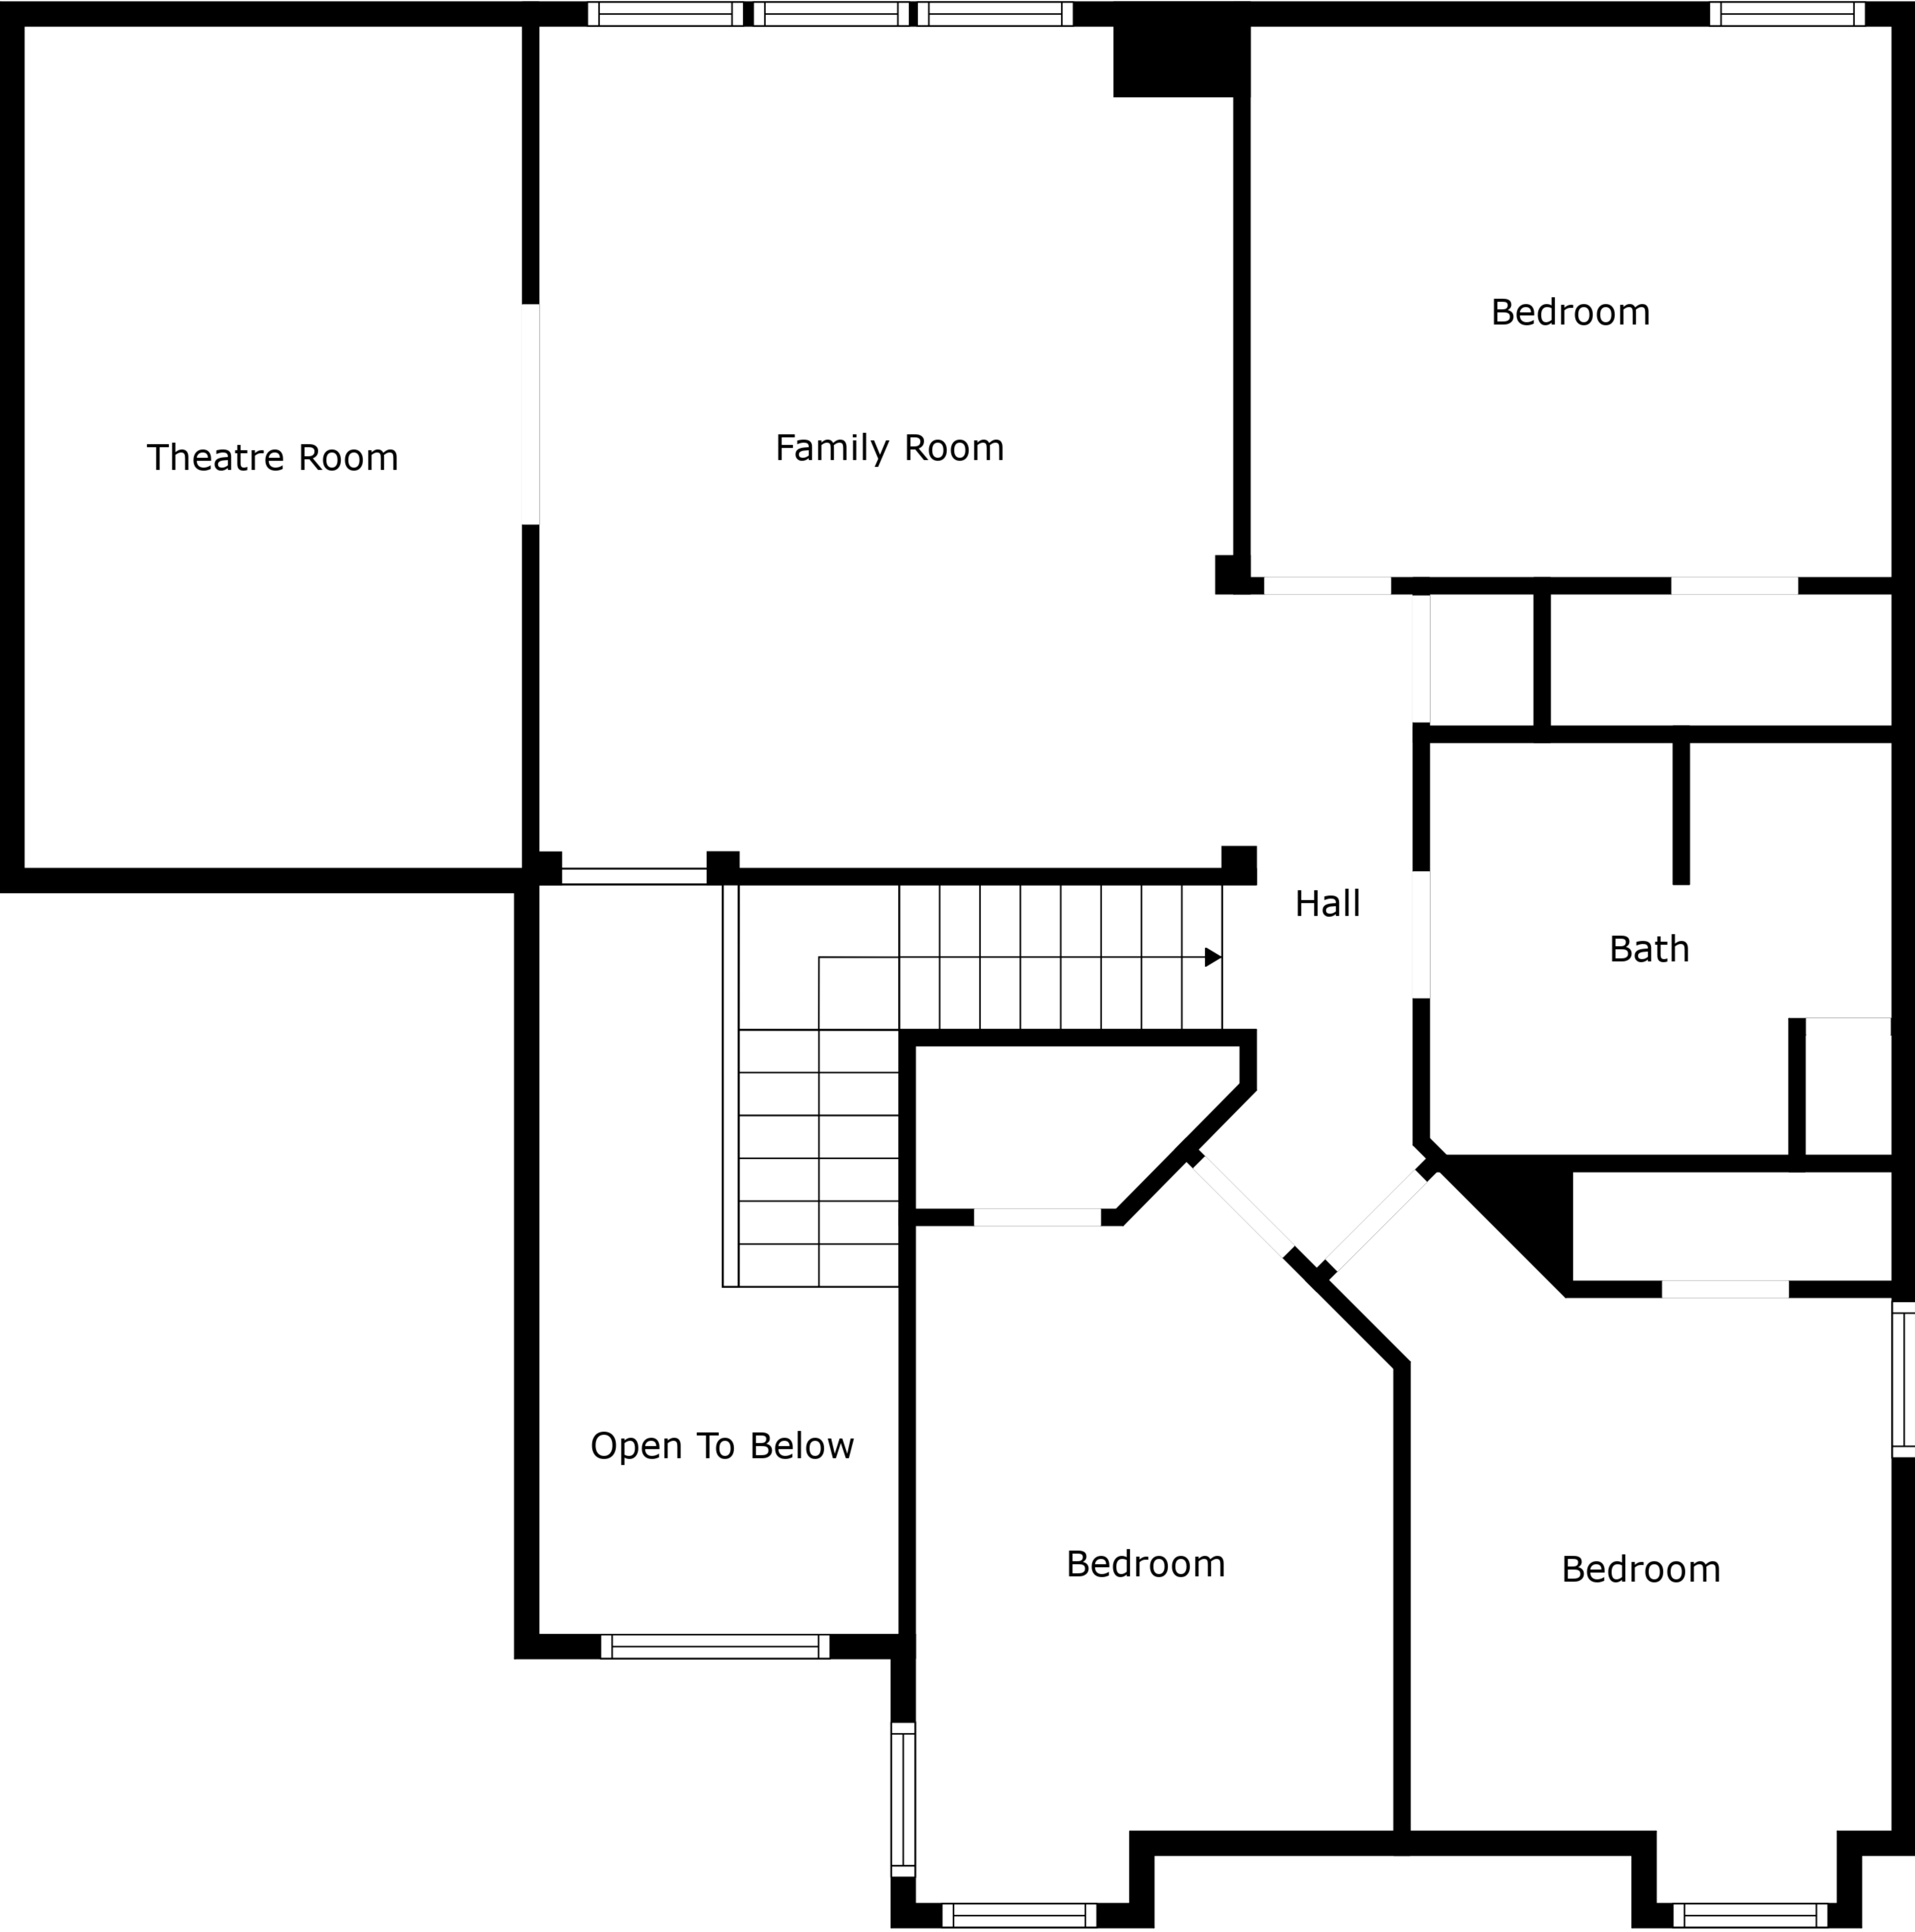 Bedroom
Family Room
Theatre Room
Hall
Bath
Open To Below
Bedroom
Bedroom